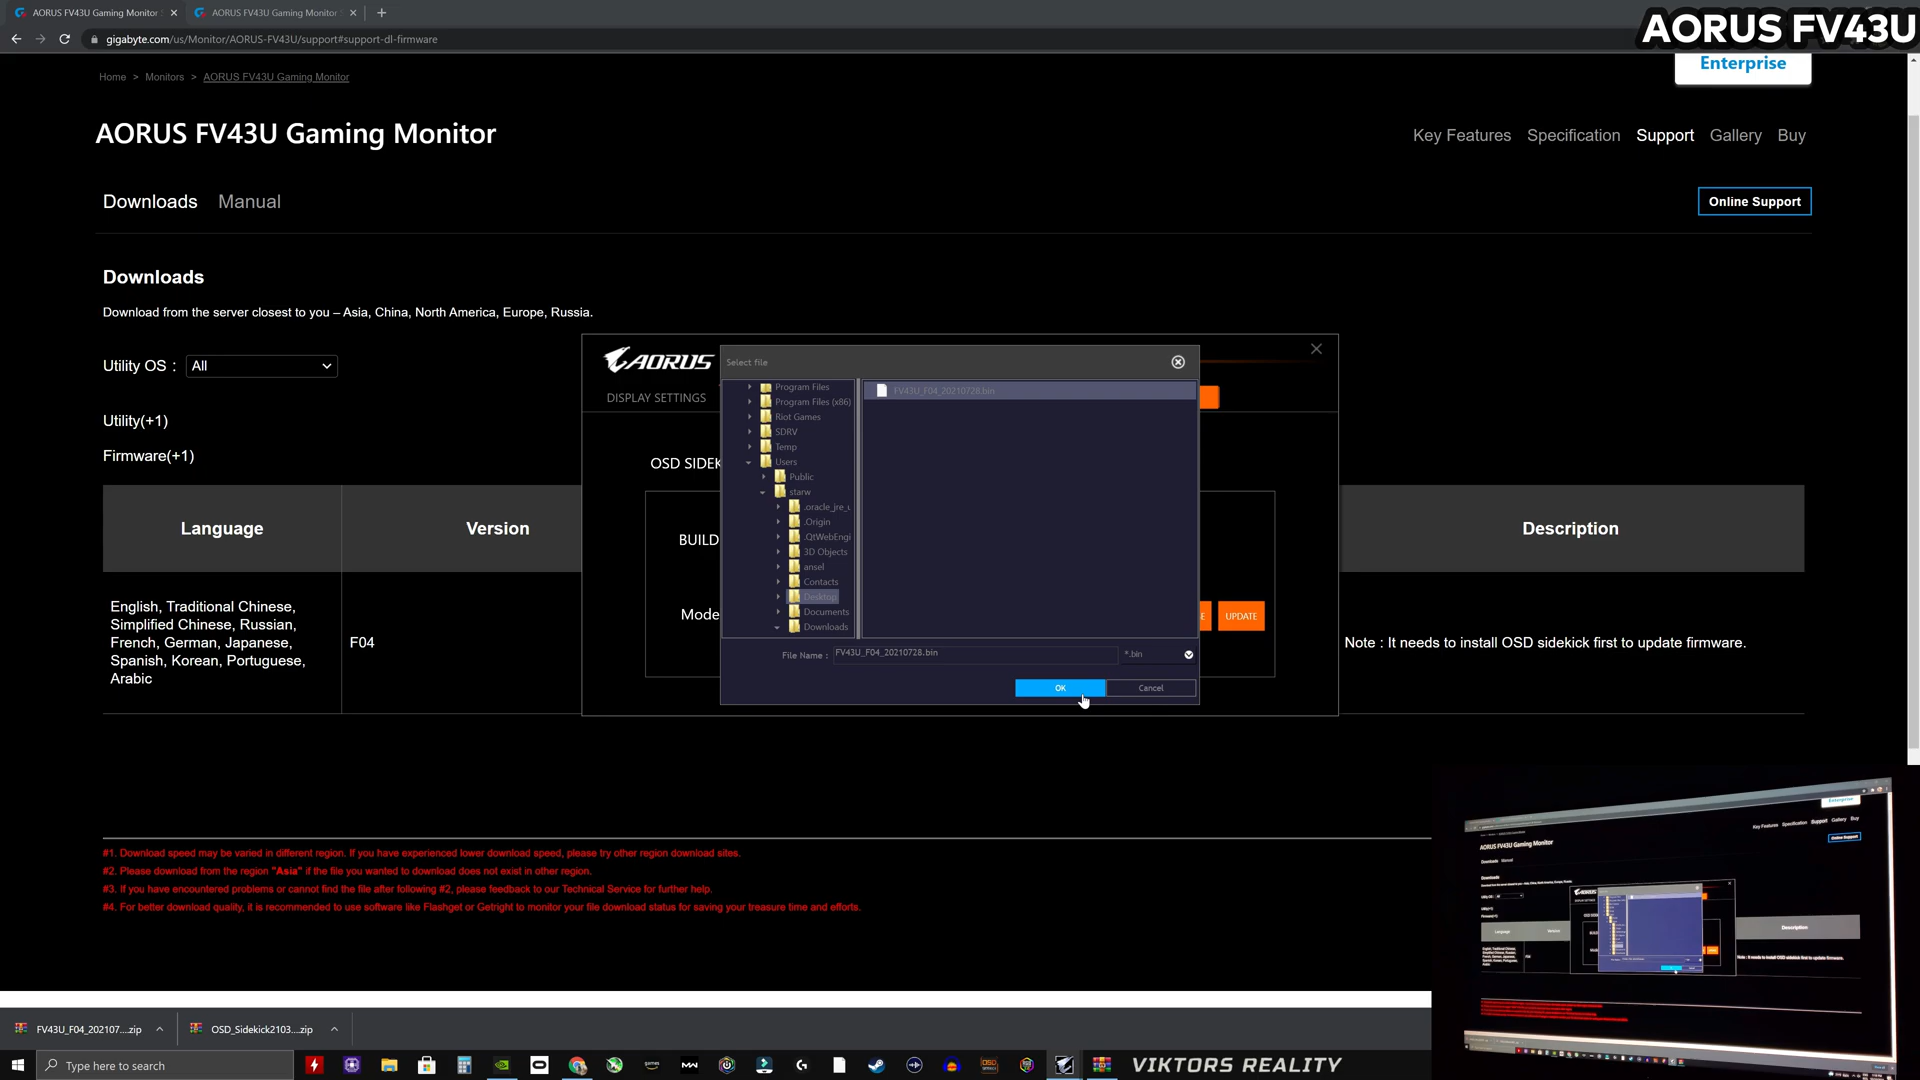 AORUS FV43U Gaming Monitor
AORUS FV43U Gaming Monitor
AORUS FV43U
gigabyte.com/us/Monitor/AORUS-FV43U/support#support-dl-firmware
Home > Monitors > AORUS FV43U Gaming Monitor
Enterprise
AORUS FV43U Gaming Monitor
Key Features Specification Support Gallery Buy
Downloads Manual
Online Support
Downloads
Download from the server closest to you – Asia, China, North America, Europe, Russia.
Utility OS : All
Utility(+1)
Firmware(+1)
Language Version Description
English, Traditional Chinese,
Simplified Chinese, Russian,
French, German, Japanese,
Spanish, Korean, Portuguese,
Arabic
F04
Note : It needs to install OSD sidekick first to update firmware.
AORUS
DISPLAY SETTINGS
OSD SIDEK
BUILD
Mode
E
UPDATE
Select file
Program Files
Program Files (x86)
Riot Games
SDRV
Temp
Users
Public
starw
.oracle_jre_u
.Origin
.QtWebEngi
3D Objects
ansel
Contacts
Desktop
Documents
Downloads
FV43U_F04_20210728.bin
File Name : FV43U_F04_20210728.bin *.bin
OK Cancel
#1. Download speed may be varied in different region. If you have experienced lower download speed, please try other region download sites.
#2. Please download from the region "Asia" if the file you wanted to download does not exist in other region.
#3. If you have encountered problems or cannot find the file after following #2, please feedback to our Technical Service for further help.
#4. For better download quality, it is recommended to use software like Flashget or Getright to monitor your file download status for saving your treasure time and efforts.
FV43U_F04_202107....zip
OSD_Sidekick2103....zip
Type here to search
VIKTORS REALITY